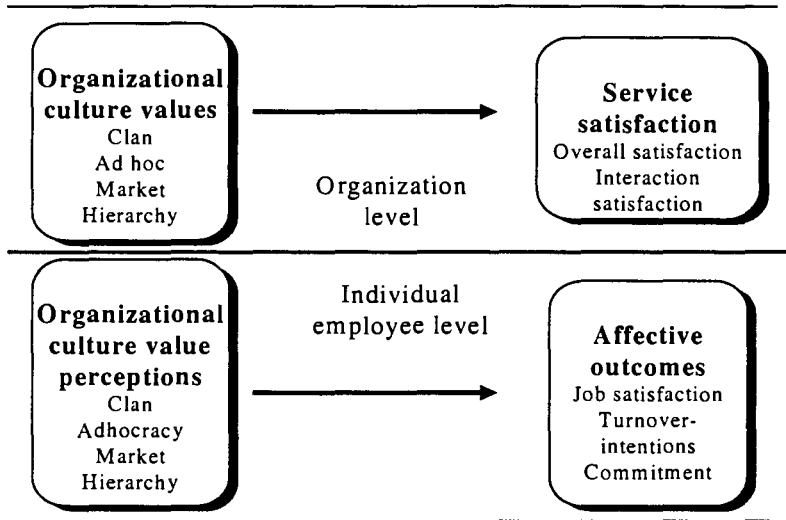 Organizational
culture values
Clan
Ad hoc
Market
Hierarchy
Organization
level
Service
satisfaction
Overall satisfaction
Interaction
satisfaction
Organizational
culture value
perceptions
Clan
Adhocracy
Market
Hierarchy
Individual
employee level
Affective
outcomes
Job satisfaction
Turnover-
intentions
Commitment